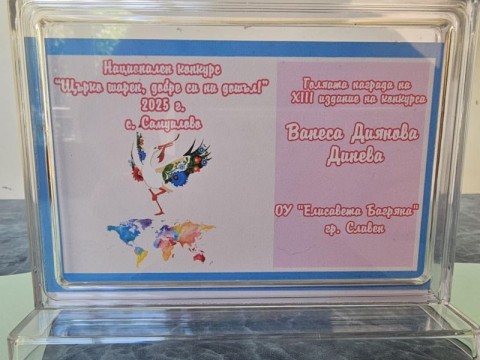 Национален конкурс
"Щърко шарен, добре си ни дошъл!"
2025 г.
с. Самуилово
Голямата награда на
XIII издание на конкурса
Ванеса Диянова
Динева
ОУ "Елисавета Багряна"
гр. Сливен